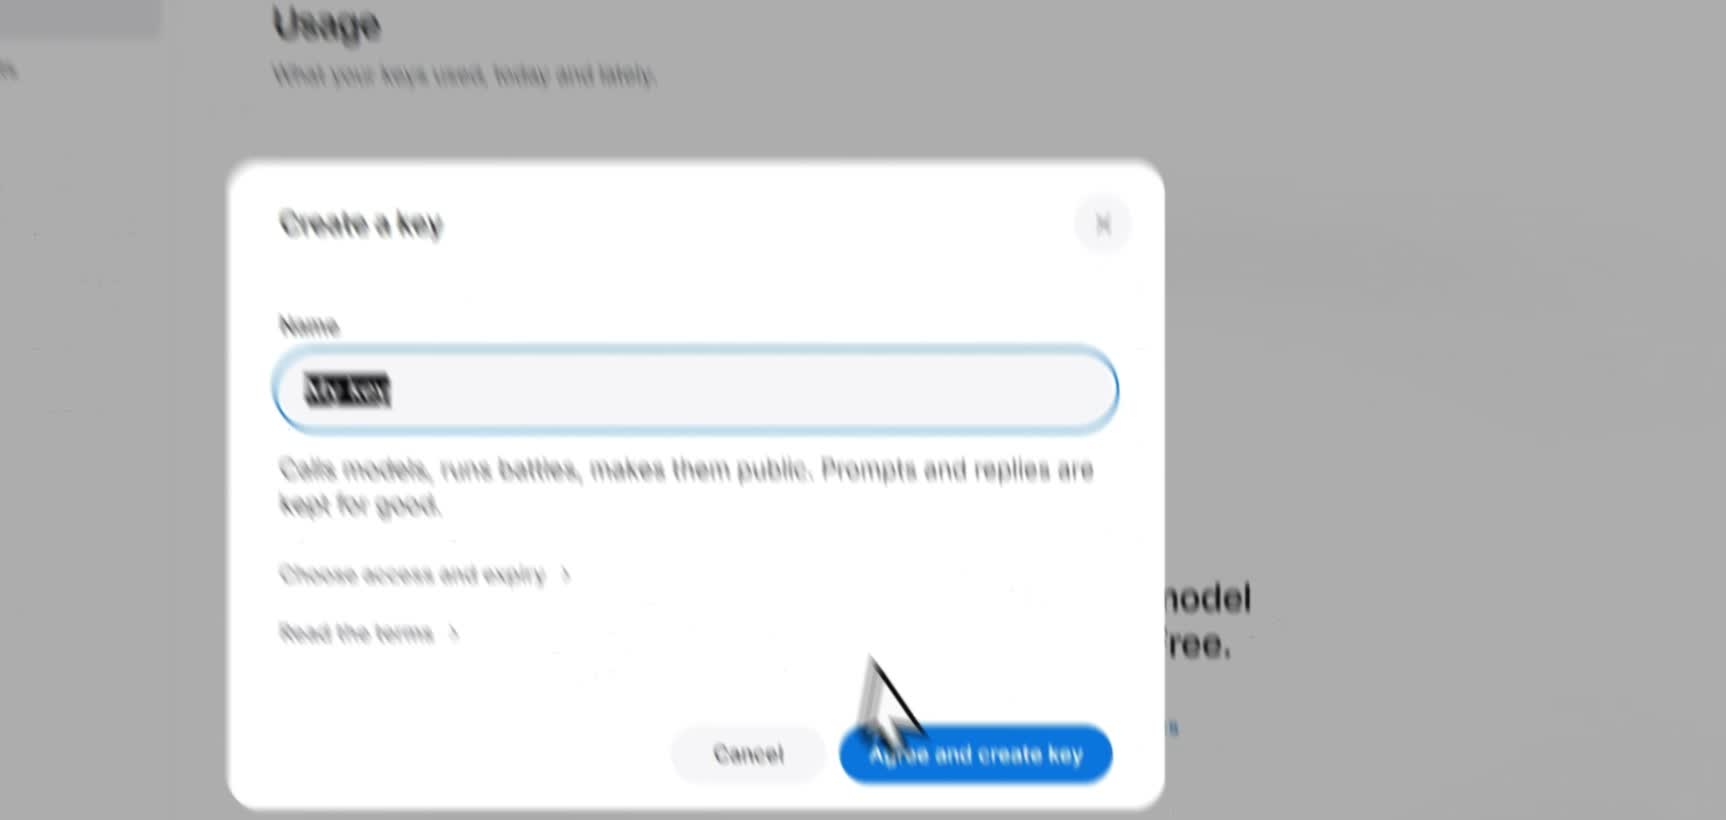 Usage
What your keys used, today and lately.
Create a key
Name
My key
Calls models, runs battles, makes them public. Prompts and replies are
kept for good.
Choose access and expiry
Read the terms
nodel
free.
s
Cancel
Agree and create key